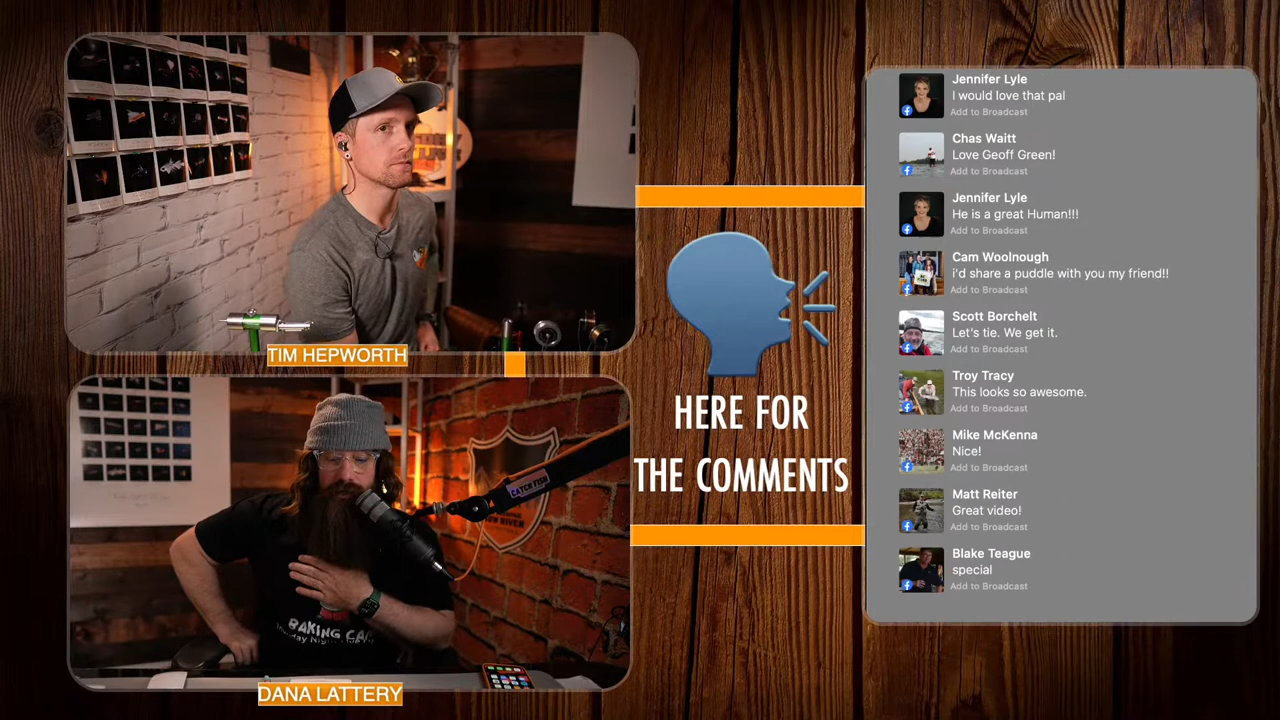 TIM HEPWORTH
CATCH FISH
BAKING
DANA LATTERY
HERE FOR
THE COMMENTS
Jennifer Lyle
I would love that pal
Add to Broadcast
Chas Waitt
Love Geoff Green!
Add to Broadcast
Jennifer Lyle
He is a great Human!!!
Add to Broadcast
Cam Woolnough
i'd share a puddle with you my friend!!
Add to Broadcast
Scott Borchelt
Let's tie. We get it.
Add to Broadcast
Troy Tracy
This looks so awesome.
Add to Broadcast
Mike McKenna
Nice!
Add to Broadcast
Matt Reiter
Great video!
Add to Broadcast
Blake Teague
special
Add to Broadcast